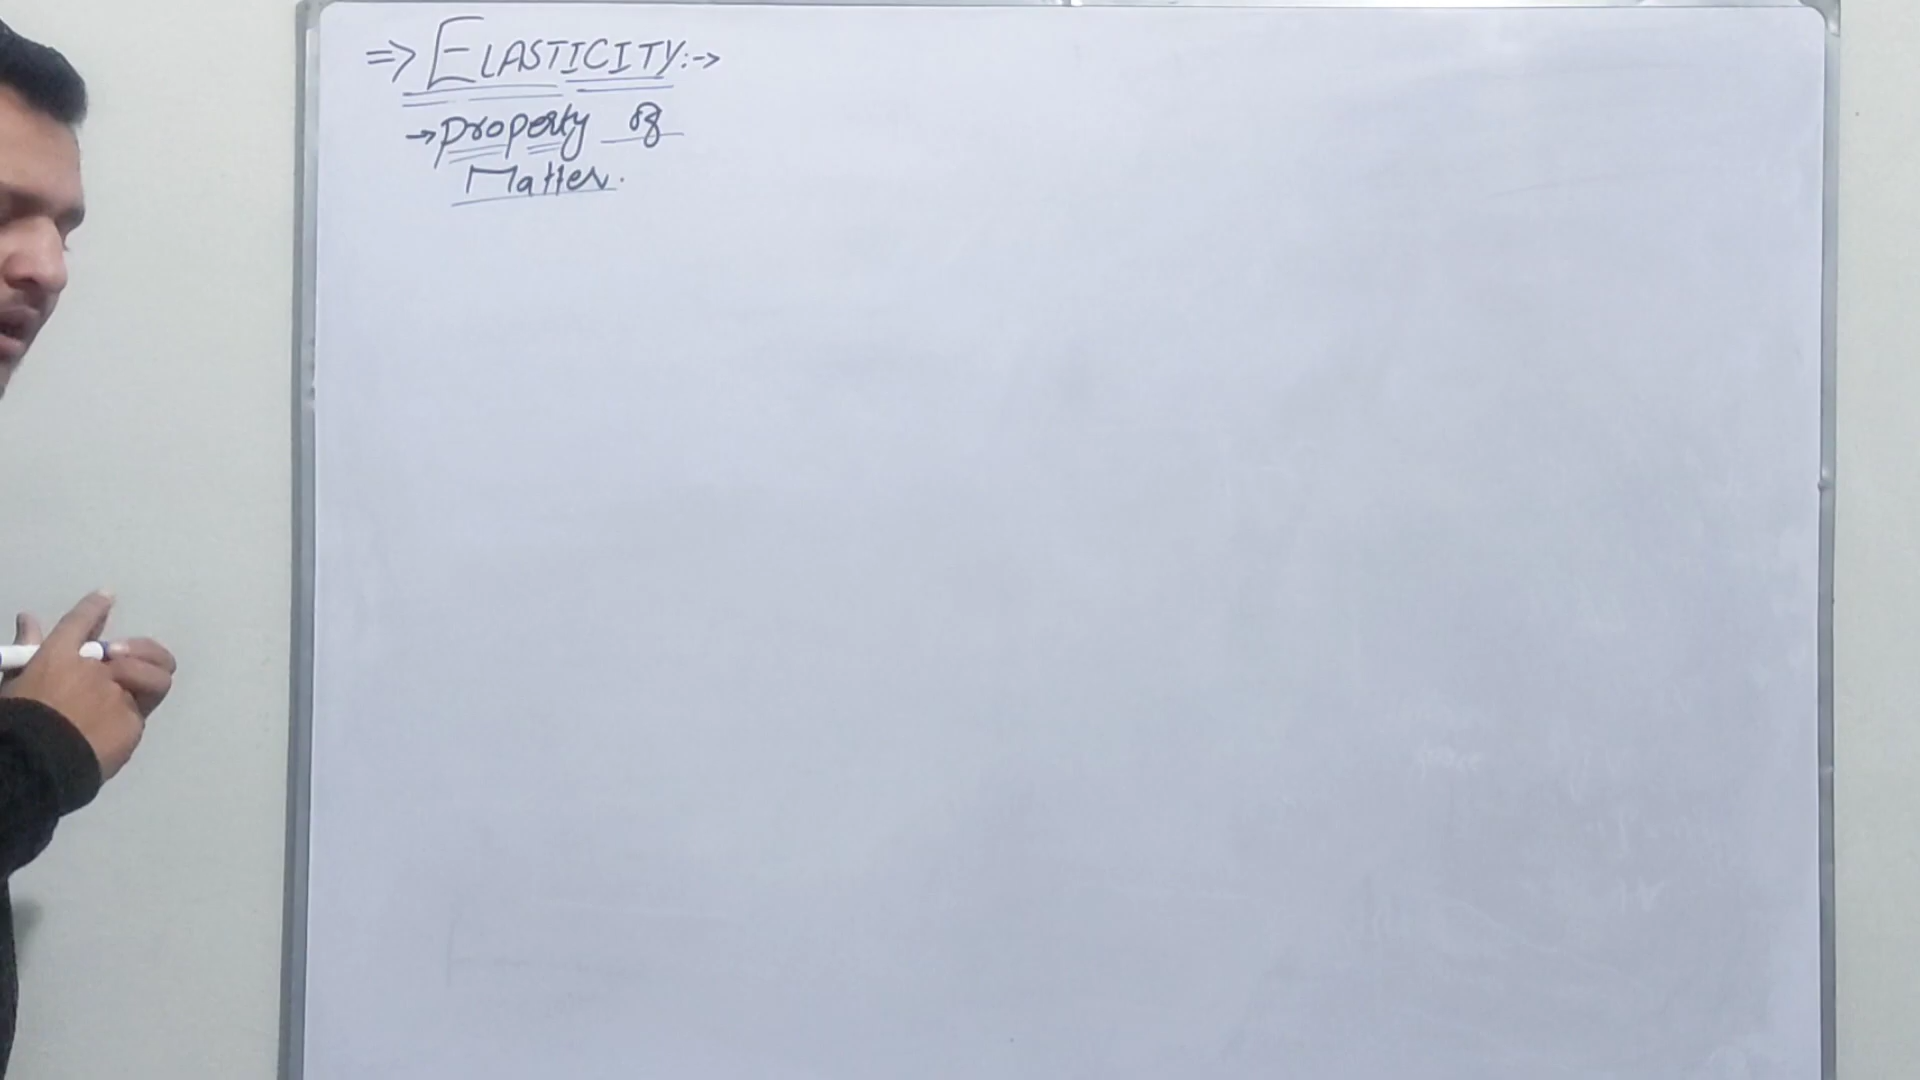 => ELASTICITY:->
→ property of
Matter.